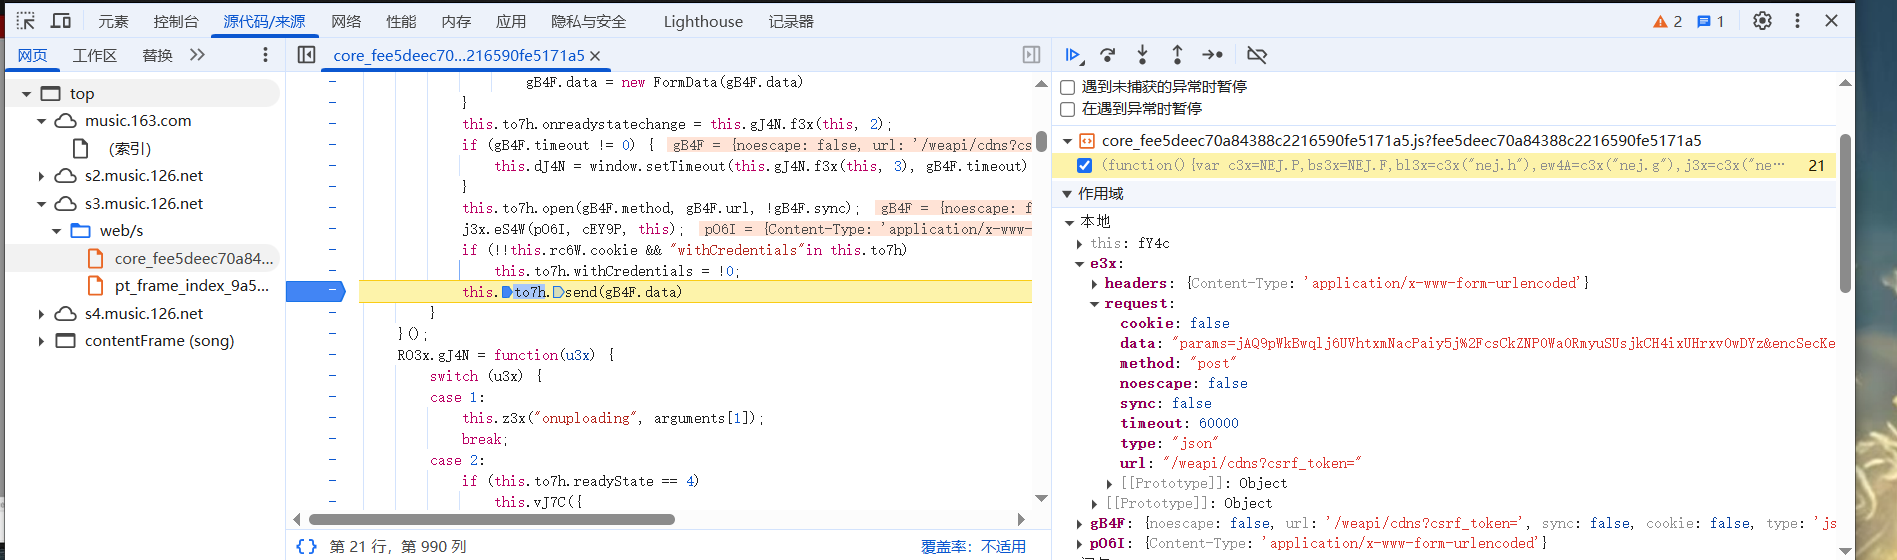 元素 控制台 源代码/来源 网络 性能 内存 应用 隐私与安全 Lighthouse 记录器 2 1
网页 工作区 替换 core_fee5deec70...216590fe5171a5
top
music.163.com
(索引)
s2.music.126.net
s3.music.126.net
web/s
core_fee5deec70a84...
pt_frame_index_9a5...
s4.music.126.net
contentFrame (song)
gB4F.data = new FormData(gB4F.data)
}
this.to7h.onreadystatechange = this.gJ4N.f3x(this, 2);
if (gB4F.timeout != 0) { gB4F = {noescape: false, url: '/weapi/cdns?cs
this.dJ4N = window.setTimeout(this.gJ4N.f3x(this, 3), gB4F.timeout)
}
this.to7h.open(gB4F.method, gB4F.url, !gB4F.sync); gB4F = {noescape: f
j3x.eS4W(pO6I, cEY9P, this); pO6I = {Content-Type: 'application/x-www-
if (!!this.rc6W.cookie && "withCredentials"in this.to7h)
this.to7h.withCredentials = !0;
this.to7h.send(gB4F.data)
}
}();
RO3x.gJ4N = function(u3x) {
switch (u3x) {
case 1:
this.z3x("onuploading", arguments[1]);
break;
case 2:
if (this.to7h.readyState == 4)
this.vJ7C({
{} 第 21 行，第 990 列 覆盖率：不适用
遇到未捕获的异常时暂停
在遇到异常时暂停
core_fee5deec70a84388c2216590fe5171a5.js?fee5deec70a84388c2216590fe5171a5
(function(){var c3x=NEJ.P,bs3x=NEJ.F,bl3x=c3x("nej.h"),ew4A=c3x("nej.g"),j3x=c3x("ne… 21
作用域
本地
this: fY4c
e3x:
headers: {Content-Type: 'application/x-www-form-urlencoded'}
request:
cookie: false
data: "params=jAQ9pWkBwqlj6UVhtxmNacPaiy5j%2FcsCkZNP0WaORmyuSUsjkCH4ixUHrxvOwDYz&encSecKe
method: "post"
noescape: false
sync: false
timeout: 60000
type: "json"
url: "/weapi/cdns?csrf_token="
[[Prototype]]: Object
[[Prototype]]: Object
gB4F: {noescape: false, url: '/weapi/cdns?csrf_token=', sync: false, cookie: false, type: 'js
pO6I: {Content-Type: 'application/x-www-form-urlencoded'}